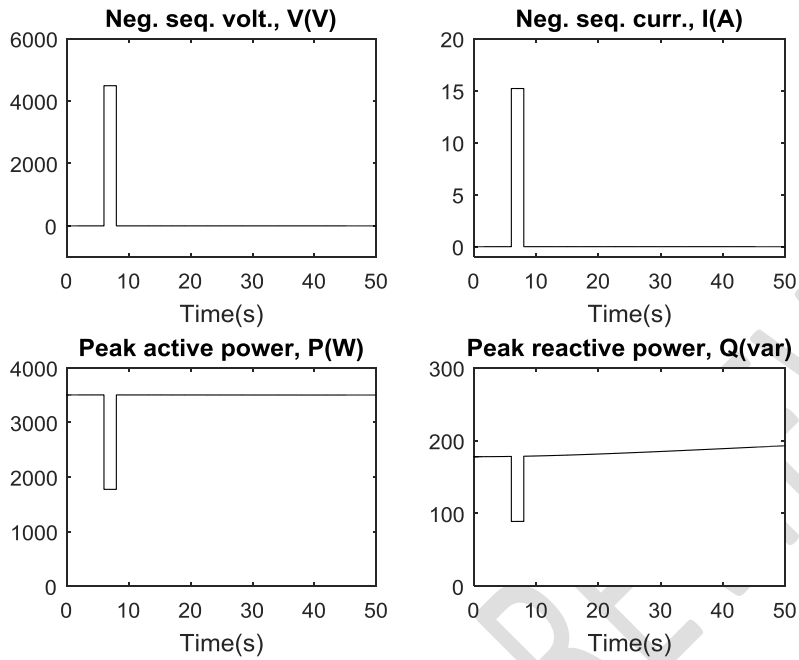 Neg. seq. volt., V(V)
6000
4000
2000
0
0 10 20 30 40 50
Time(s)
Neg. seq. curr., I(A)
20
15
10
5
0
0 10 20 30 40 50
Time(s)
Peak active power, P(W)
4000
3000
2000
1000
0
0 10 20 30 40 50
Time(s)
Peak reactive power, Q(var)
300
200
100
0
0 10 20 30 40 50
Time(s)